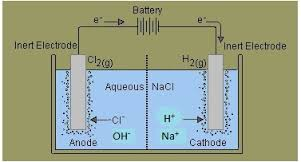 Battery
e⁻ e⁻
Inert Electrode Inert Electrode
Cl₂(g) H₂(g)
Aqueous NaCl
Cl⁻ H⁺
OH⁻ Na⁺
Anode Cathode